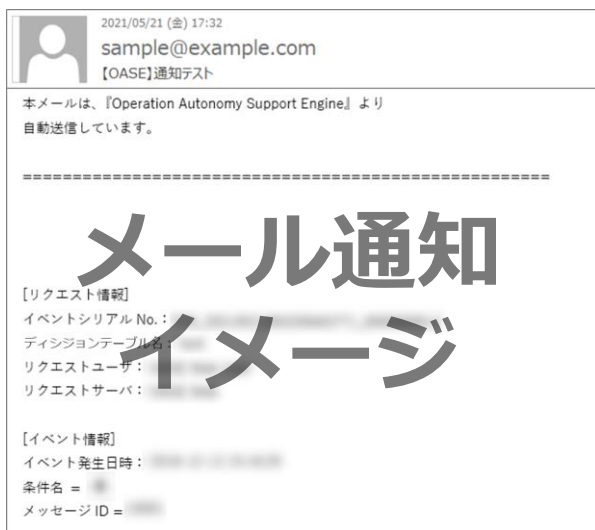 2021/05/21 (金) 17:32
sample@example.com
【OASE】通知テスト
本メールは、『Operation Autonomy Support Engine』より
自動送信しています。
=====================================================
メール通知
イメージ
[リクエスト情報]
イベントシリアル No.：
ディシジョンテーブル名：
リクエストユーザ：
リクエストサーバ：
[イベント情報]
イベント発生日時：
条件名 =
メッセージ ID =